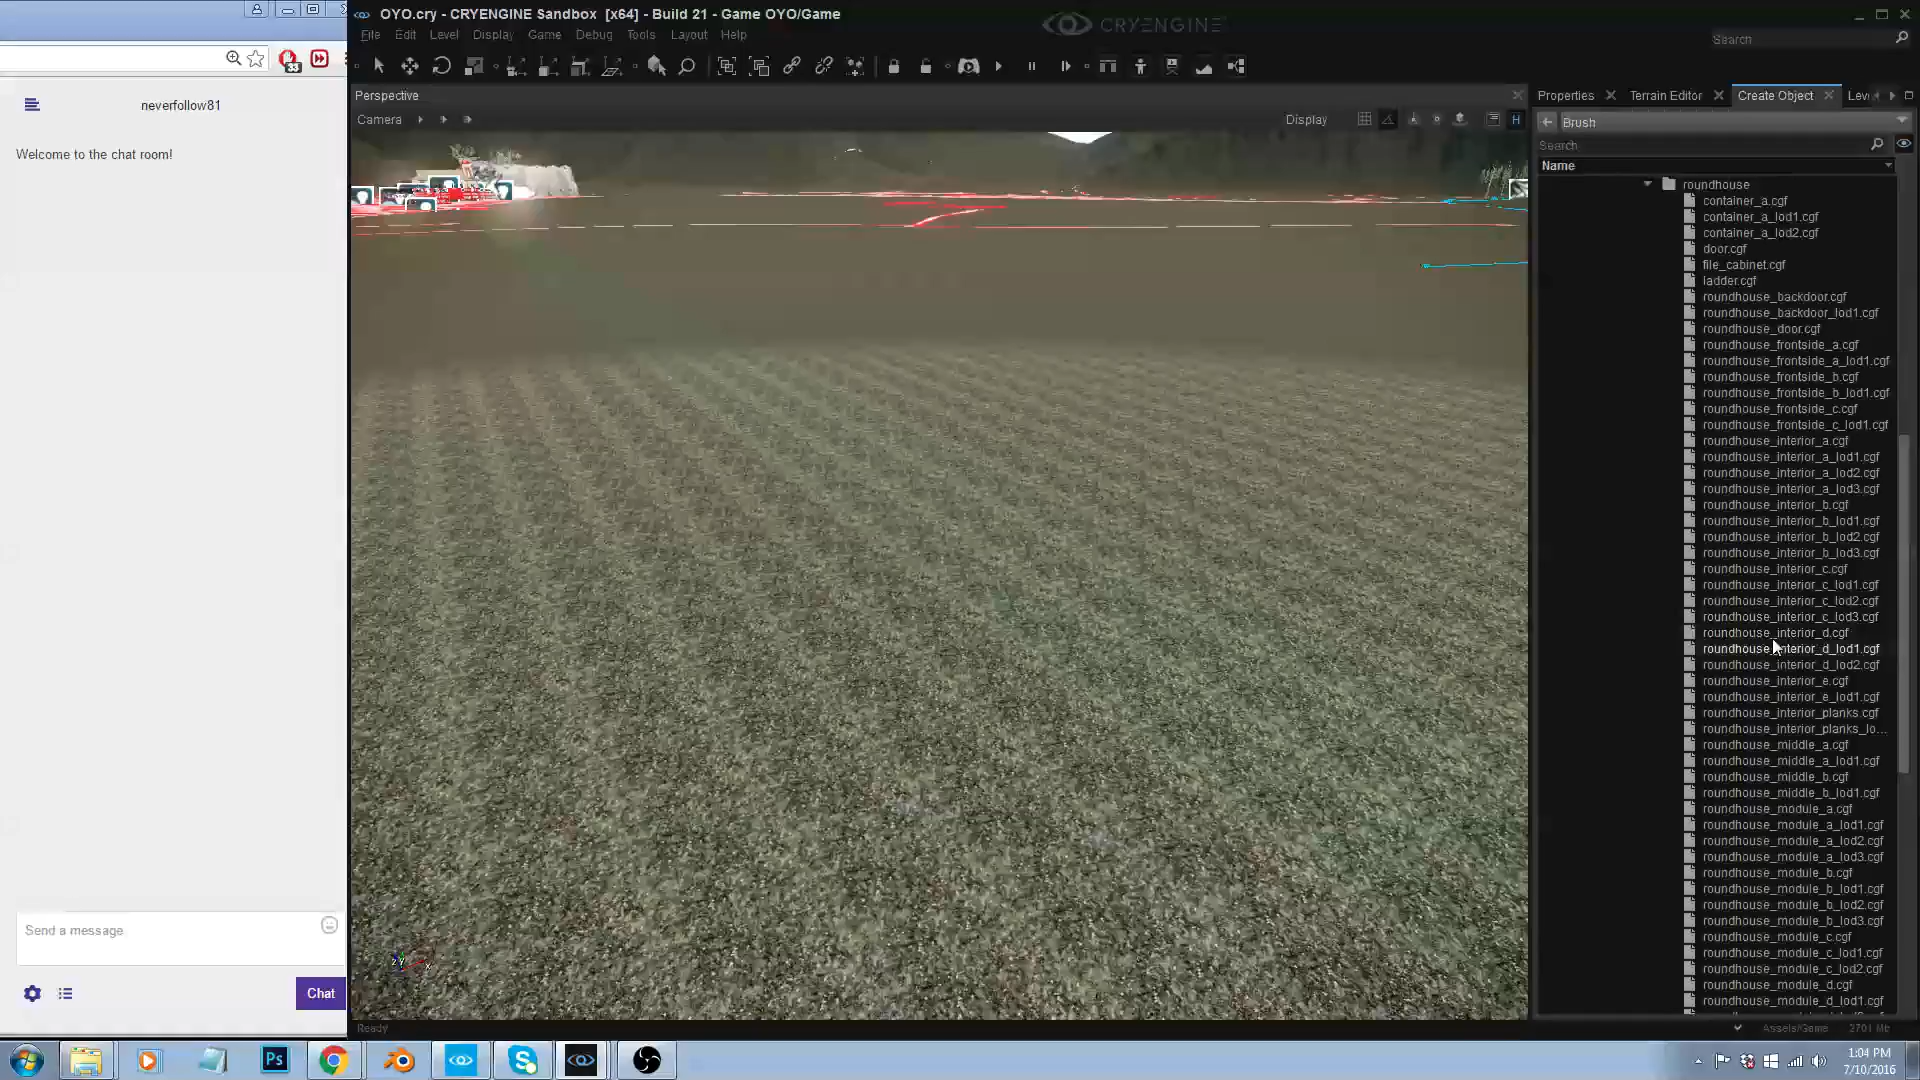 OYO.cry - CRYENGINE Sandbox [x64] - Build 21 - Game OYO/Game
CRYENGINE
File Edit Level Display Game Debug Tools Layout Help
Search
33
neverfollow81
Welcome to the chat room!
Send a message
Chat
Perspective
Camera
Display
H
Properties
Terrain Editor
Create Object
Brush
Search
Name
roundhouse
container_a.cgf
container_a_lod1.cgf
container_a_lod2.cgf
door.cgf
file_cabinet.cgf
ladder.cgf
roundhouse_backdoor.cgf
roundhouse_backdoor_lod1.cgf
roundhouse_door.cgf
roundhouse_frontside_a.cgf
roundhouse_frontside_a_lod1.cgf
roundhouse_frontside_b.cgf
roundhouse_frontside_b_lod1.cgf
roundhouse_frontside_c.cgf
roundhouse_frontside_c_lod1.cgf
roundhouse_interior_a.cgf
roundhouse_interior_a_lod1.cgf
roundhouse_interior_a_lod2.cgf
roundhouse_interior_a_lod3.cgf
roundhouse_interior_b.cgf
roundhouse_interior_b_lod1.cgf
roundhouse_interior_b_lod2.cgf
roundhouse_interior_b_lod3.cgf
roundhouse_interior_c.cgf
roundhouse_interior_c_lod1.cgf
roundhouse_interior_c_lod2.cgf
roundhouse_interior_c_lod3.cgf
roundhouse_interior_d.cgf
roundhouse_interior_d_lod1.cgf
roundhouse_interior_d_lod2.cgf
roundhouse_interior_e.cgf
roundhouse_interior_e_lod1.cgf
roundhouse_interior_planks.cgf
roundhouse_interior_planks_lo...
roundhouse_middle_a.cgf
roundhouse_middle_a_lod1.cgf
roundhouse_middle_b.cgf
roundhouse_middle_b_lod1.cgf
roundhouse_module_a.cgf
roundhouse_module_a_lod1.cgf
roundhouse_module_a_lod2.cgf
roundhouse_module_a_lod3.cgf
roundhouse_module_b.cgf
roundhouse_module_b_lod1.cgf
roundhouse_module_b_lod2.cgf
roundhouse_module_b_lod3.cgf
roundhouse_module_c.cgf
roundhouse_module_c_lod1.cgf
roundhouse_module_c_lod2.cgf
roundhouse_module_d.cgf
roundhouse_module_d_lod1.cgf
Ready
Assets/Game
2701 Mb
Ps
1:04 PM
7/10/2016